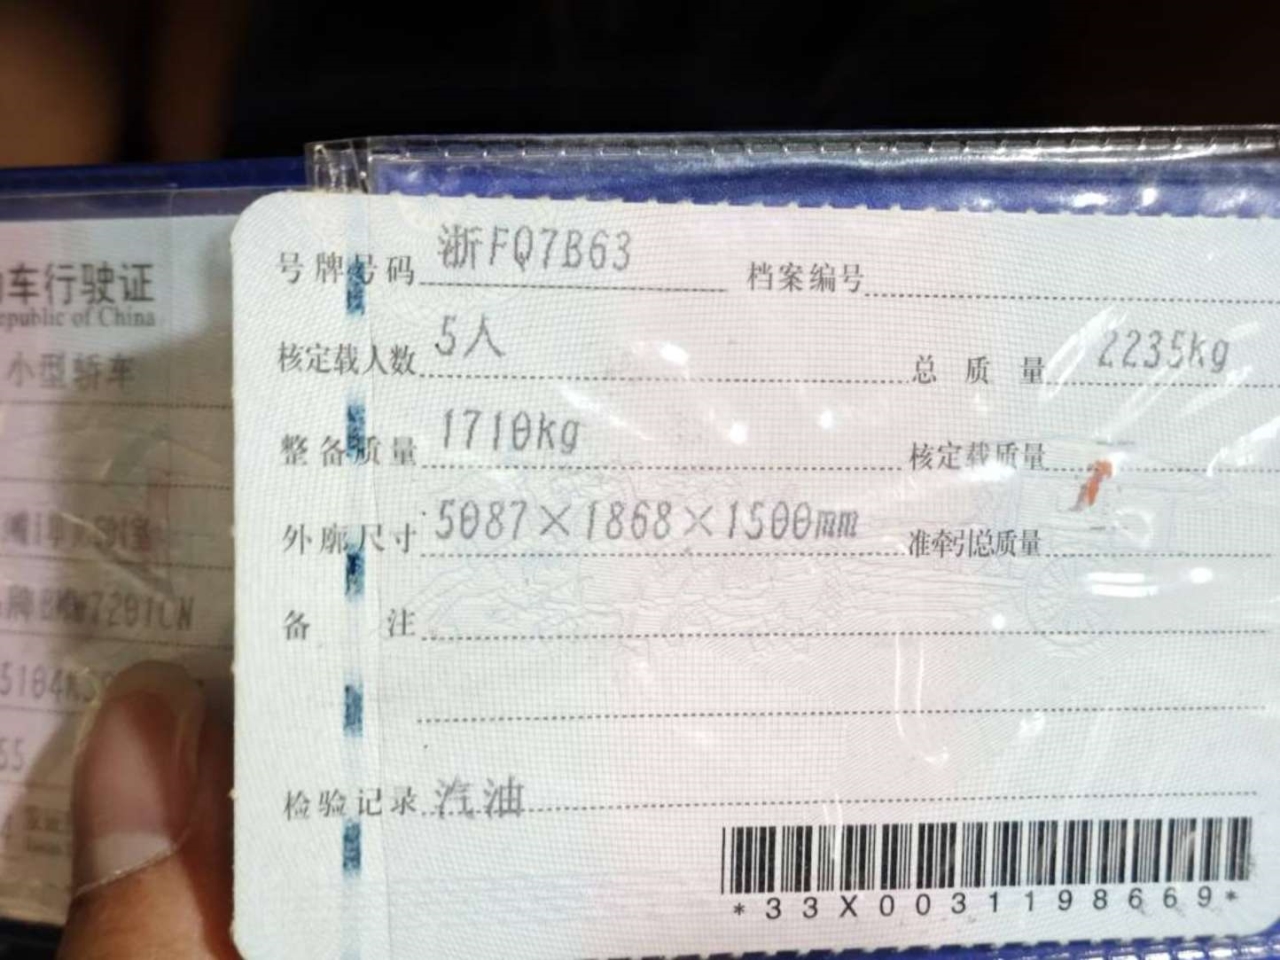 车行驶证
epublic of China
小型轿车
号牌号码 浙FQ7B63 档案编号
核定载人数 5人 总质量 2235kg
整备质量 1710kg 核定载质量
外廓尺寸 5087×1868×1500mm 准牵引总质量
备注
检验记录 汽油
*33X0031198669*